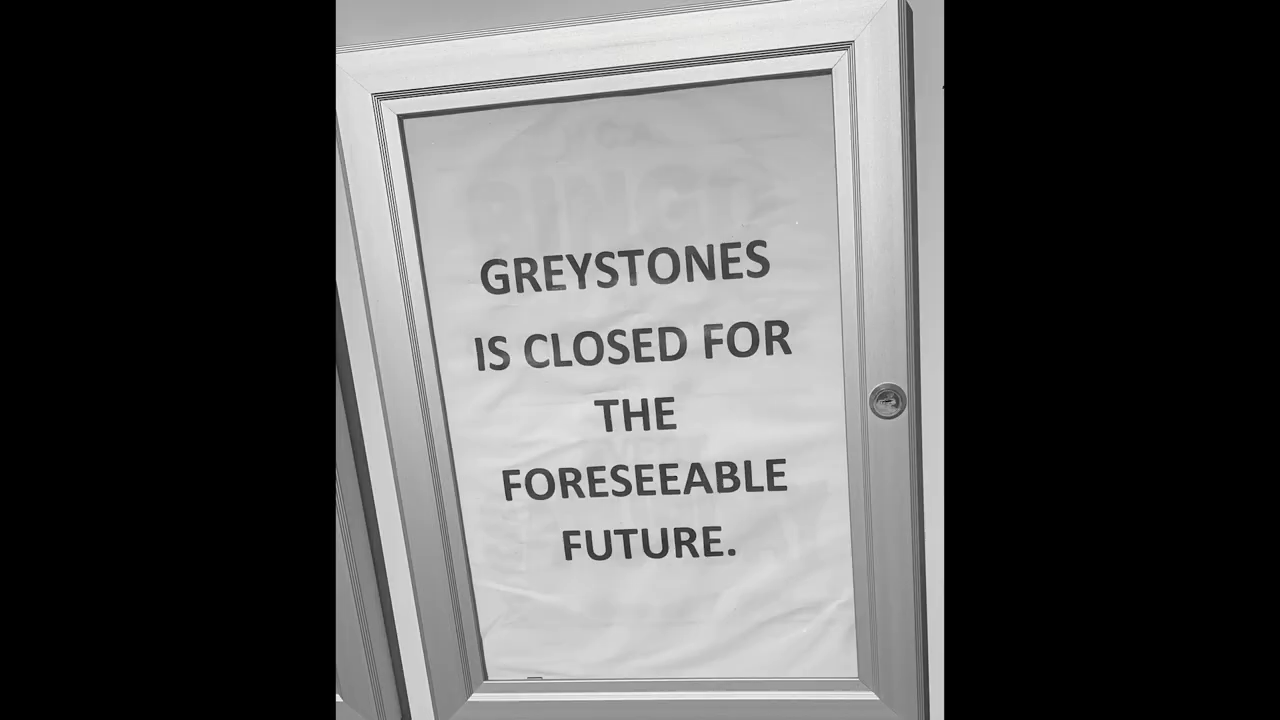 GREYSTONES
IS CLOSED FOR
THE
FORESEEABLE
FUTURE.